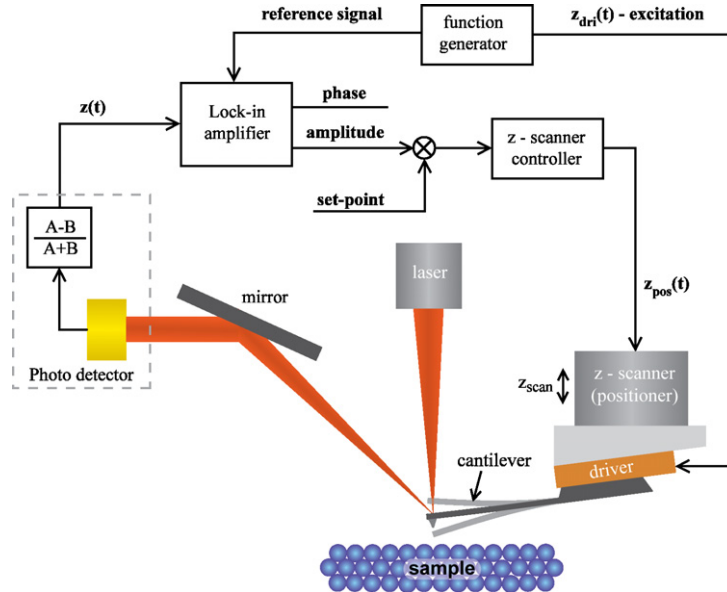 reference signal
function
generator
z_dri(t) - excitation
z(t)
Lock-in
amplifier
phase
amplitude
z - scanner
controller
set-point
A-B
A+B
laser
mirror
z_pos(t)
Photo detector
z_scan
z - scanner
(positioner)
cantilever
driver
sample